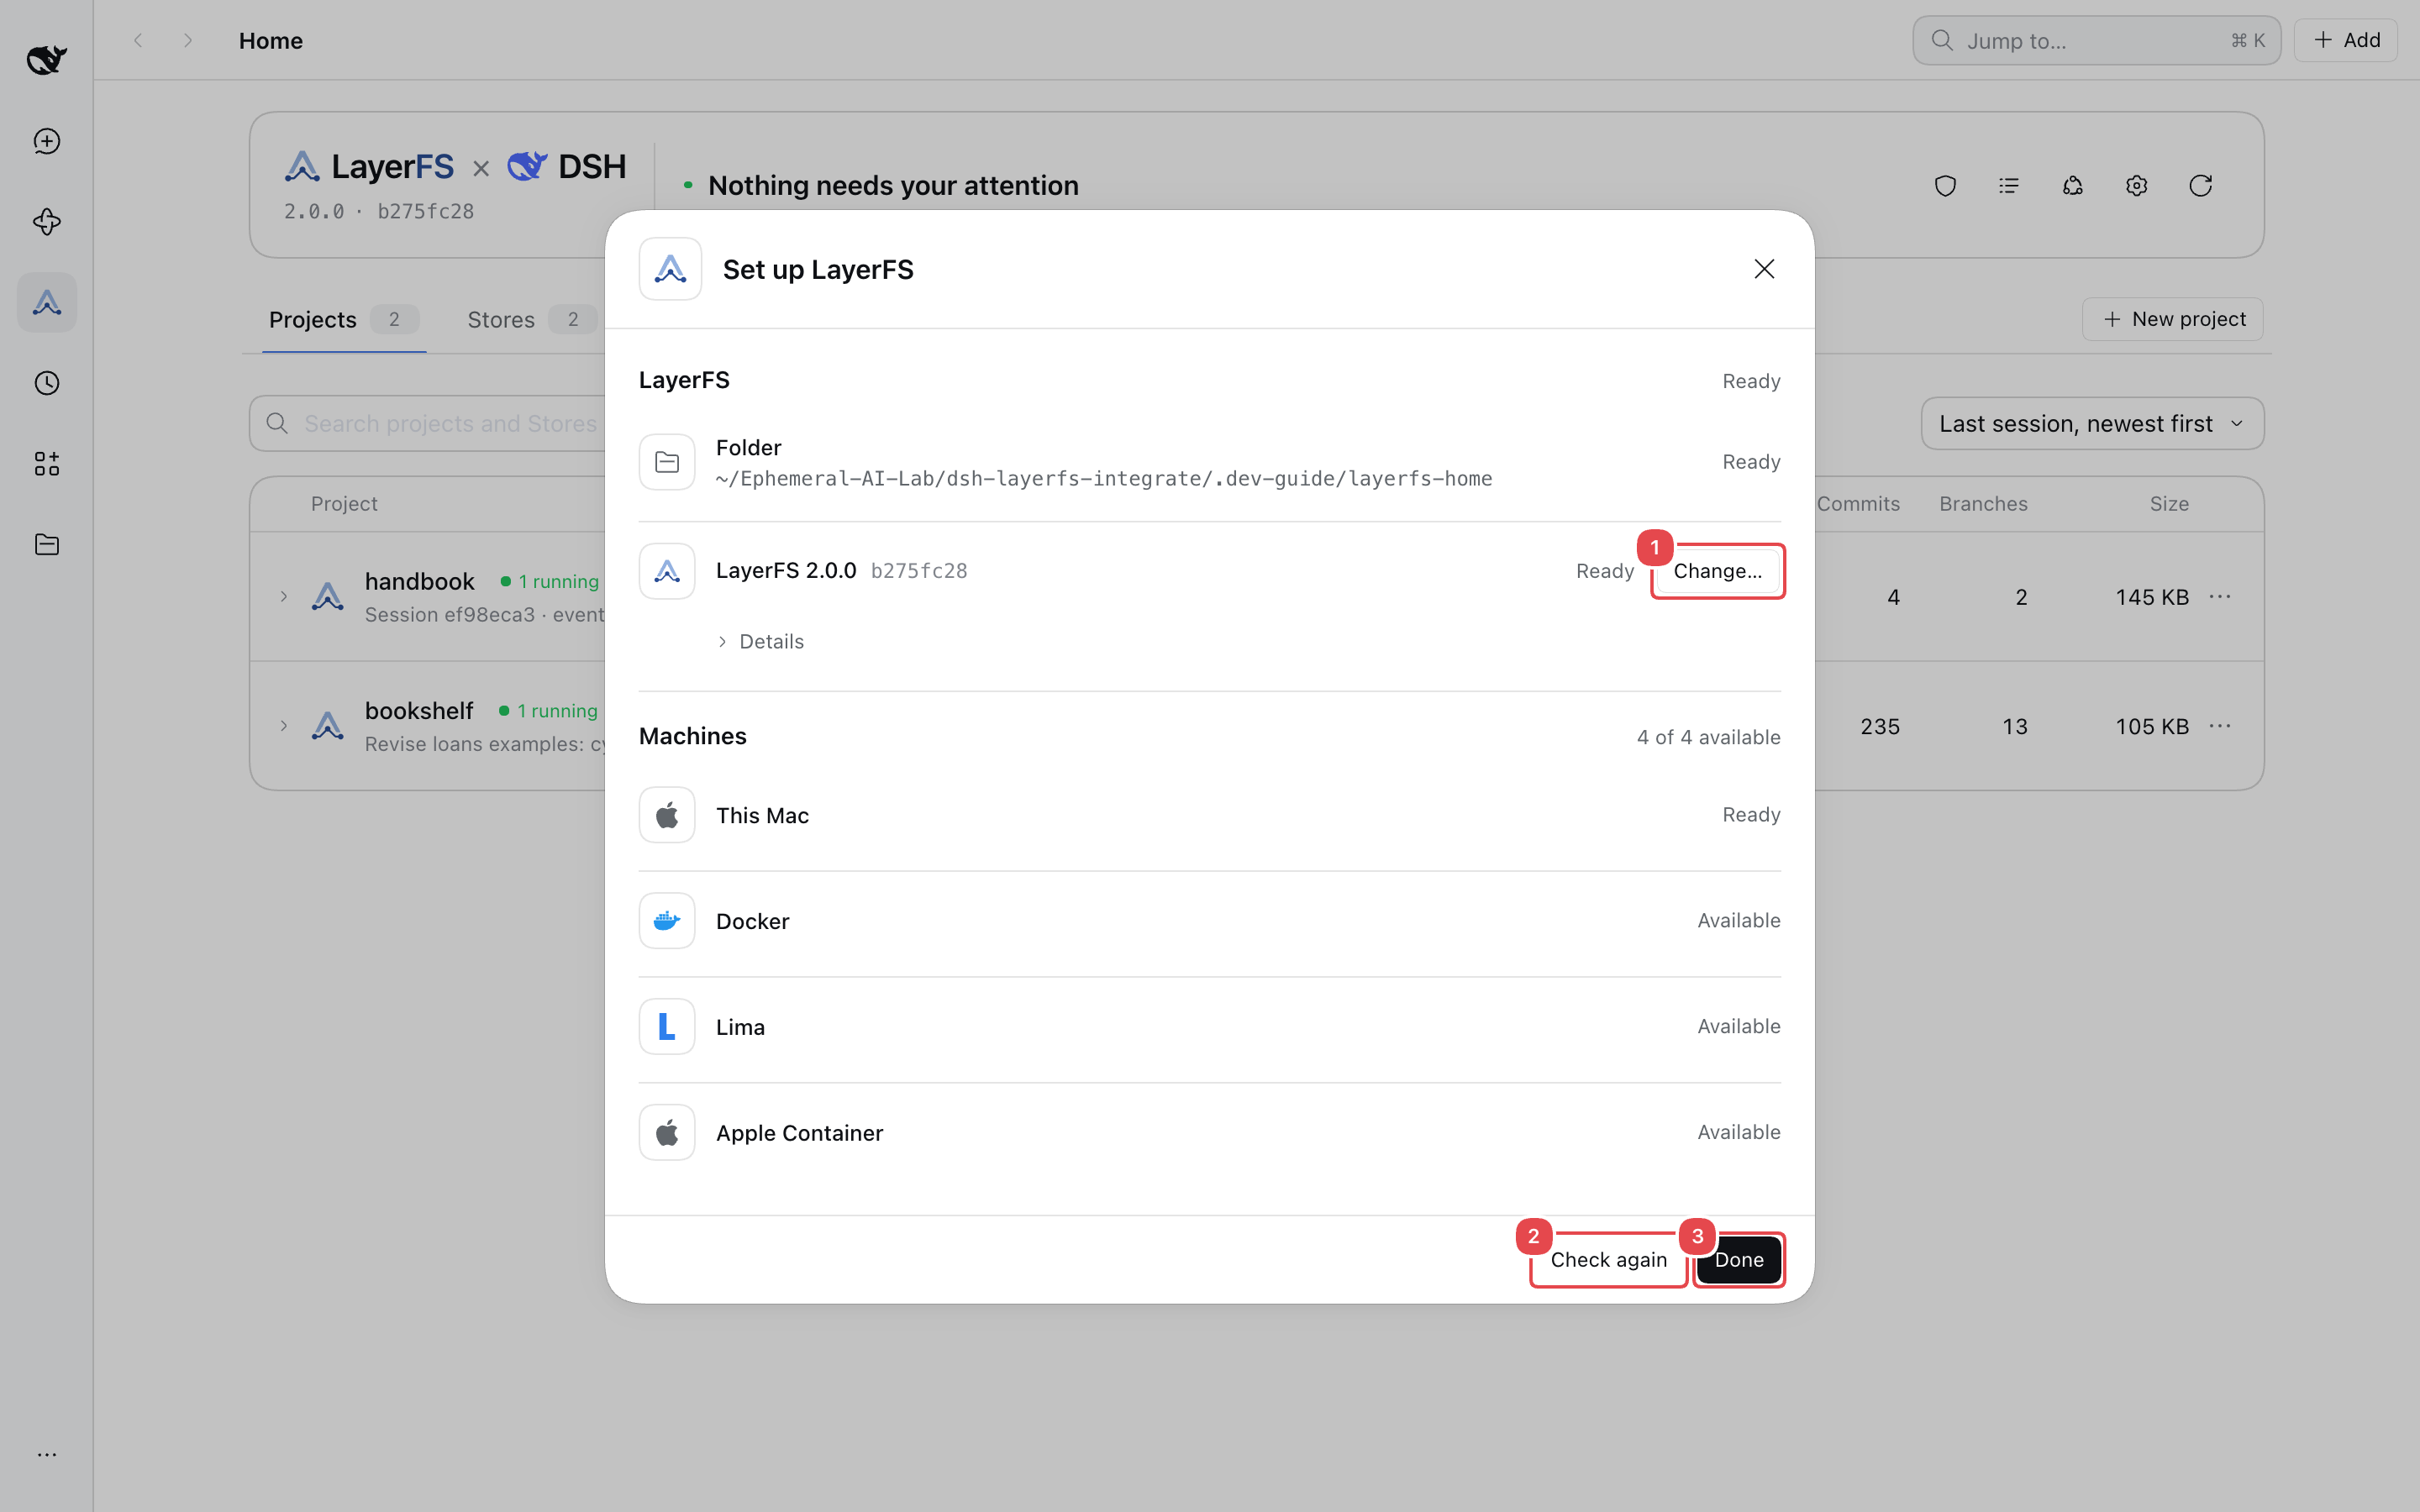 Home
Jump to...
⌘ K
Add
LayerFS × DSH
2.0.0 · b275fc28
Nothing needs your attention
Projects 2
Stores 2
New project
Search projects and Stores
Last session, newest first
Project
Commits
Branches
Size
handbook
1 running
Session ef98eca3 · event
4
2
145 KB
bookshelf
1 running
Revise loans examples: cy
235
13
105 KB
Set up LayerFS
LayerFS
Ready
Folder
~/Ephemeral-AI-Lab/dsh-layerfs-integrate/.dev-guide/layerfs-home
Ready
LayerFS 2.0.0 b275fc28
Ready
1
Change...
Details
Machines
4 of 4 available
This Mac
Ready
Docker
Available
L
Lima
Available
Apple Container
Available
2
Check again
3
Done